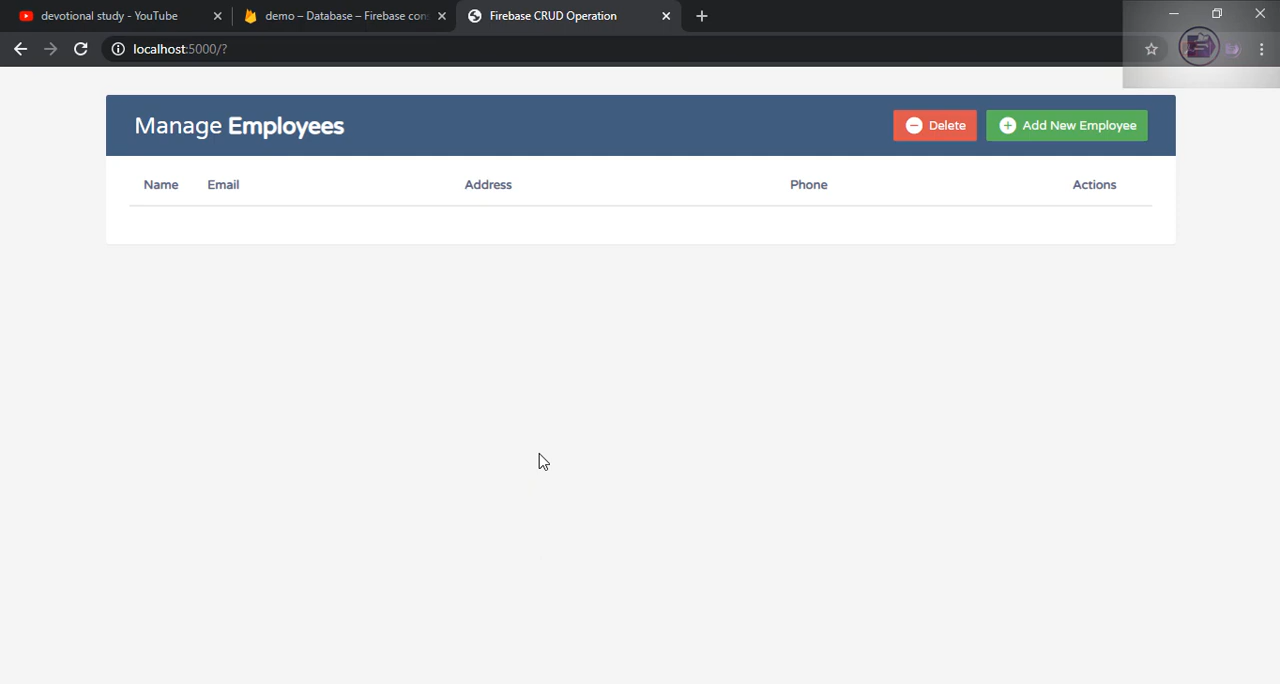 devotional study - YouTube
demo – Database – Firebase con
Firebase CRUD Operation
localhost:5000/?
Manage Employees
Delete
Add New Employee
Name Email Address Phone Actions